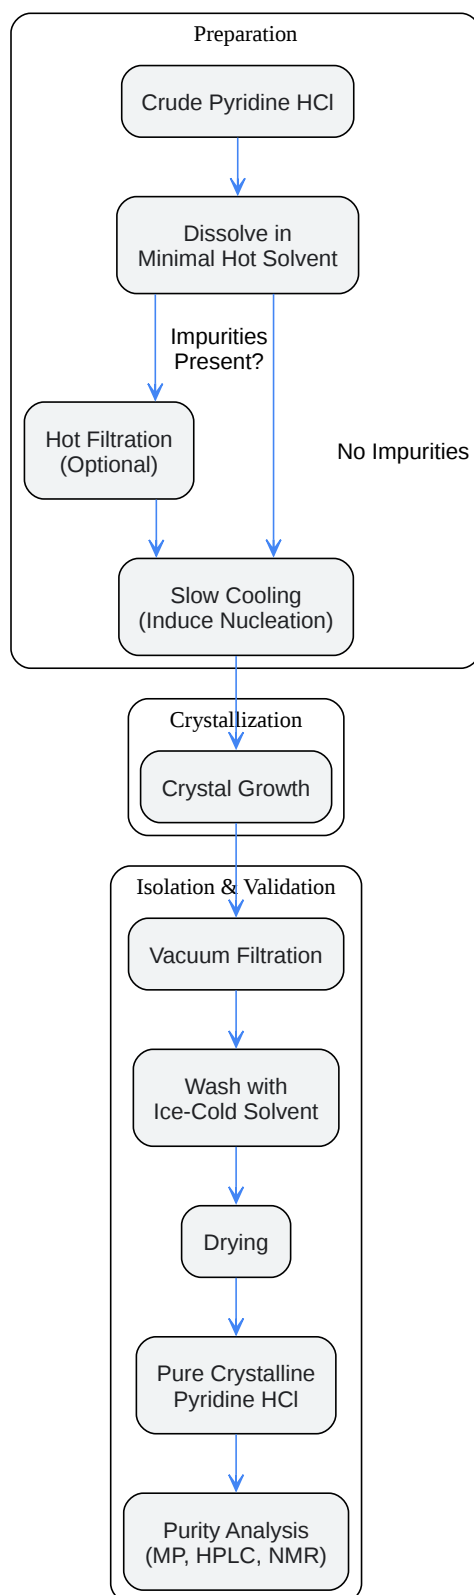 Preparation
Crude Pyridine HCl
Dissolve in
Minimal Hot Solvent
Impurities
Present?
Hot Filtration
(Optional)
No Impurities
Slow Cooling
(Induce Nucleation)
Crystallization
Crystal Growth
Isolation & Validation
Vacuum Filtration
Wash with
Ice-Cold Solvent
Drying
Pure Crystalline
Pyridine HCl
Purity Analysis
(MP, HPLC, NMR)